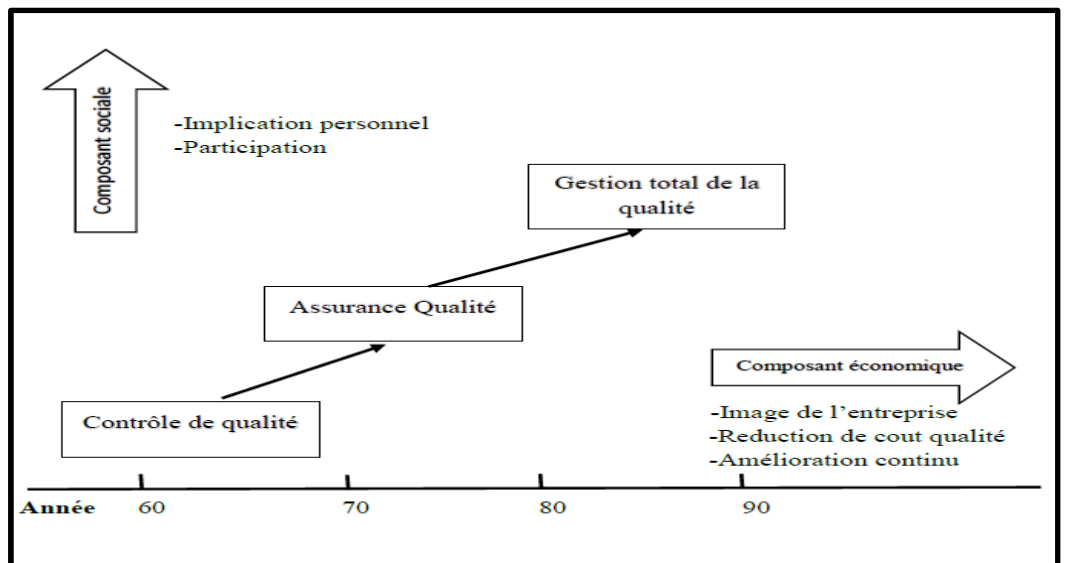 Composant sociale
-Implication personnel
-Participation
Gestion total de la
qualité
Assurance Qualité
Composant économique
Contrôle de qualité
-Image de l’entreprise
-Reduction de cout qualité
-Amélioration continu
Année 60 70 80 90